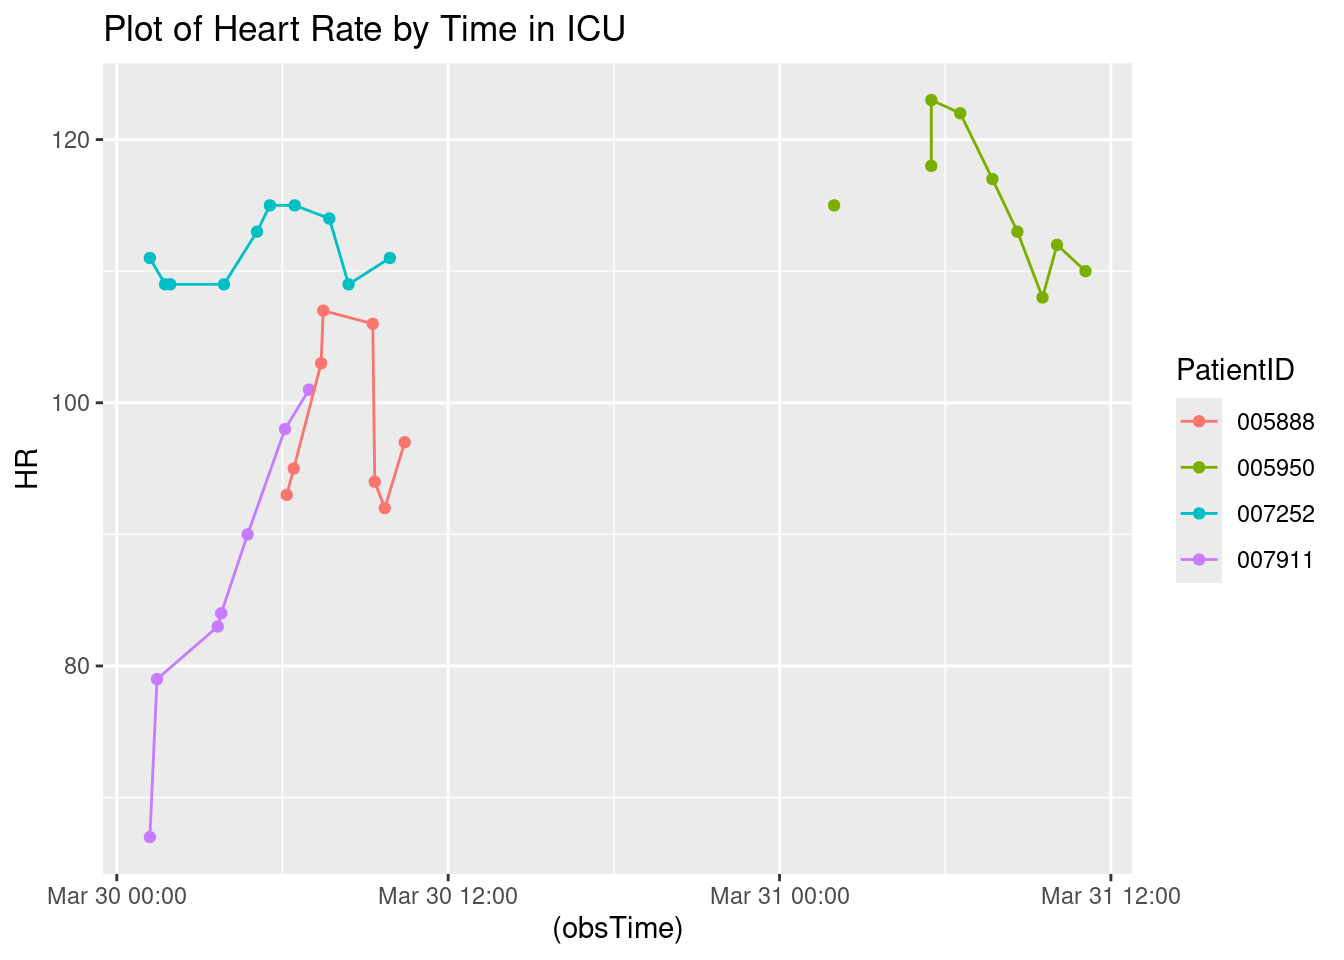 Plot of Heart Rate by Time in ICU
HR
120
100
80
Mar 30 00:00
Mar 30 12:00
Mar 31 00:00
Mar 31 12:00
(obsTime)
PatientID
005888
005950
007252
007911